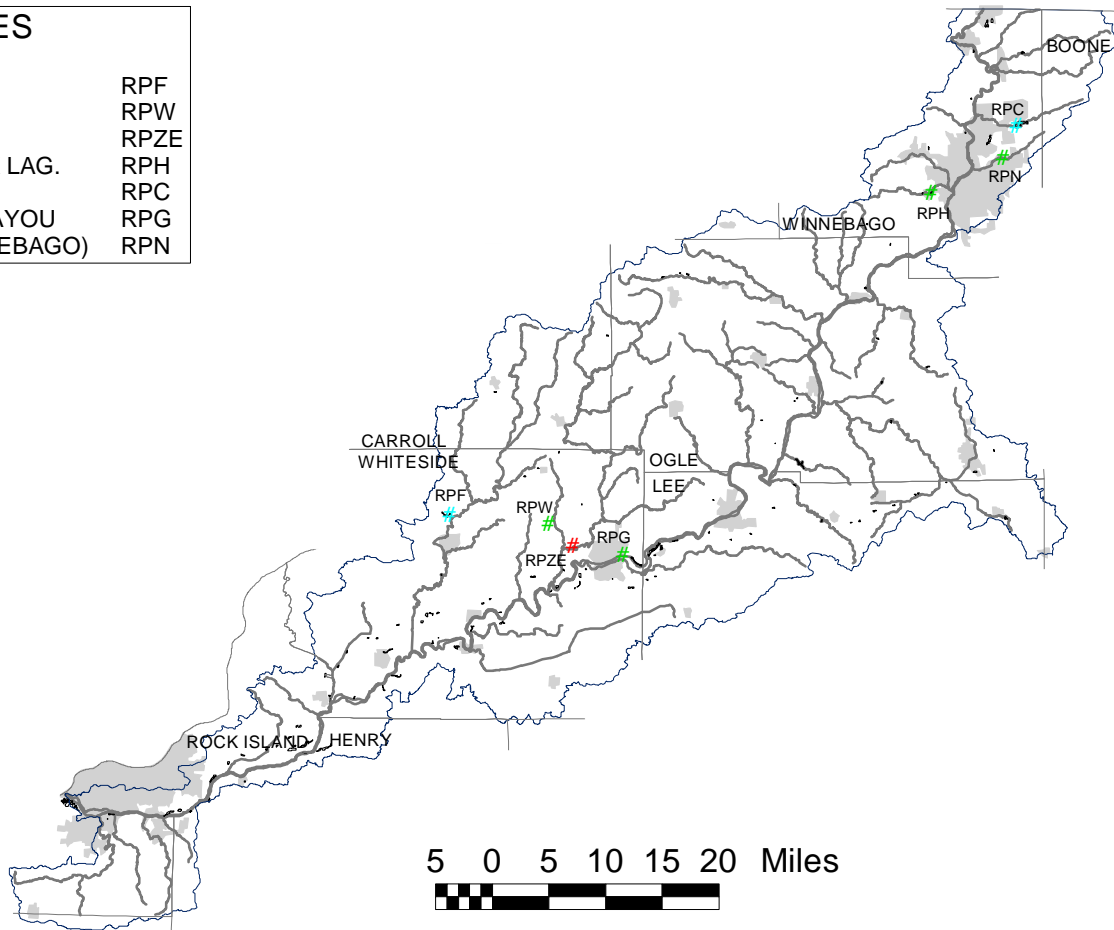 ES
RPF
RPW
RPZE
LAG. RPH
RPC
AYOU RPG
EBAGO) RPN
BOONE
RPC
#
#
RPN
#
RPH
WINNEBAGO
CARROLL
WHITESIDE
OGLE
LEE
RPF
#
RPW
#
RPG
#
RPZE
#
ROCK ISLAND HENRY
5 0 5 10 15 20 Miles